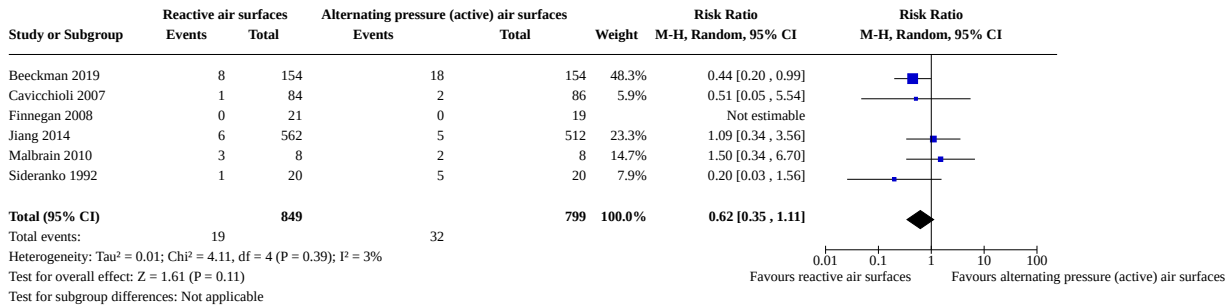 Reactive air surfaces Alternating pressure (active) air surfaces Risk Ratio Risk Ratio
Study or Subgroup Events Total Events Total Weight M-H, Random, 95% CI M-H, Random, 95% CI
Beeckman 2019 8 154 18 154 48.3% 0.44 [0.20 , 0.99]
Cavicchioli 2007 1 84 2 86 5.9% 0.51 [0.05 , 5.54]
Finnegan 2008 0 21 0 19 Not estimable
Jiang 2014 6 562 5 512 23.3% 1.09 [0.34 , 3.56]
Malbrain 2010 3 8 2 8 14.7% 1.50 [0.34 , 6.70]
Sideranko 1992 1 20 5 20 7.9% 0.20 [0.03 , 1.56]
Total (95% CI) 849 799 100.0% 0.62 [0.35 , 1.11]
Total events: 19 32
Heterogeneity: Tau² = 0.01; Chi² = 4.11, df = 4 (P = 0.39); I² = 3%
0.01 0.1 1 10 100
Test for overall effect: Z = 1.61 (P = 0.11)
Favours reactive air surfaces Favours alternating pressure (active) air surfaces
Test for subgroup differences: Not applicable